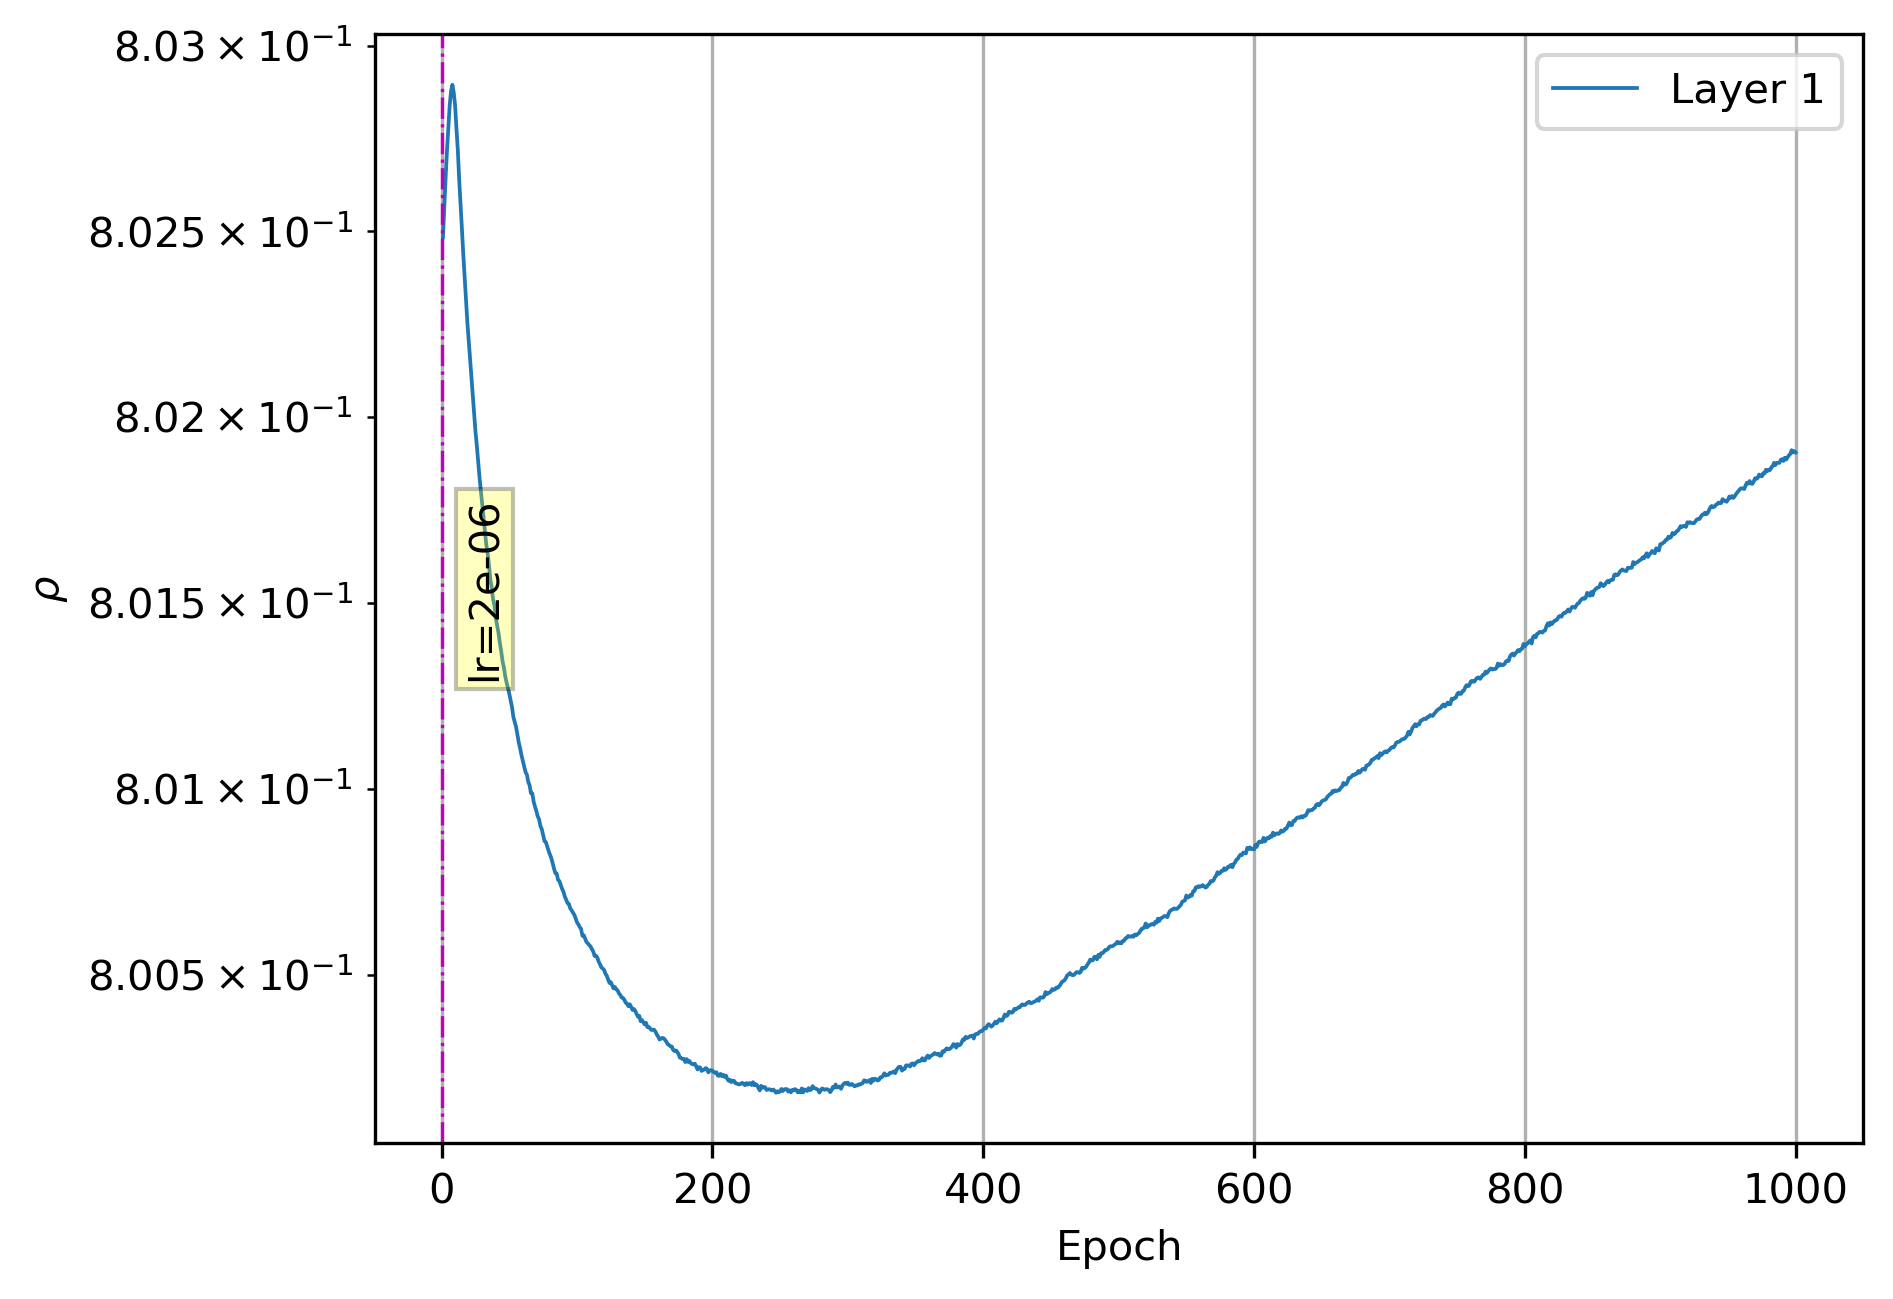 8.03 × 10⁻¹
8.025 × 10⁻¹
8.02 × 10⁻¹
8.015 × 10⁻¹
8.01 × 10⁻¹
8.005 × 10⁻¹
ρ
Layer 1
lr=2e-06
0 200 400 600 800 1000
Epoch